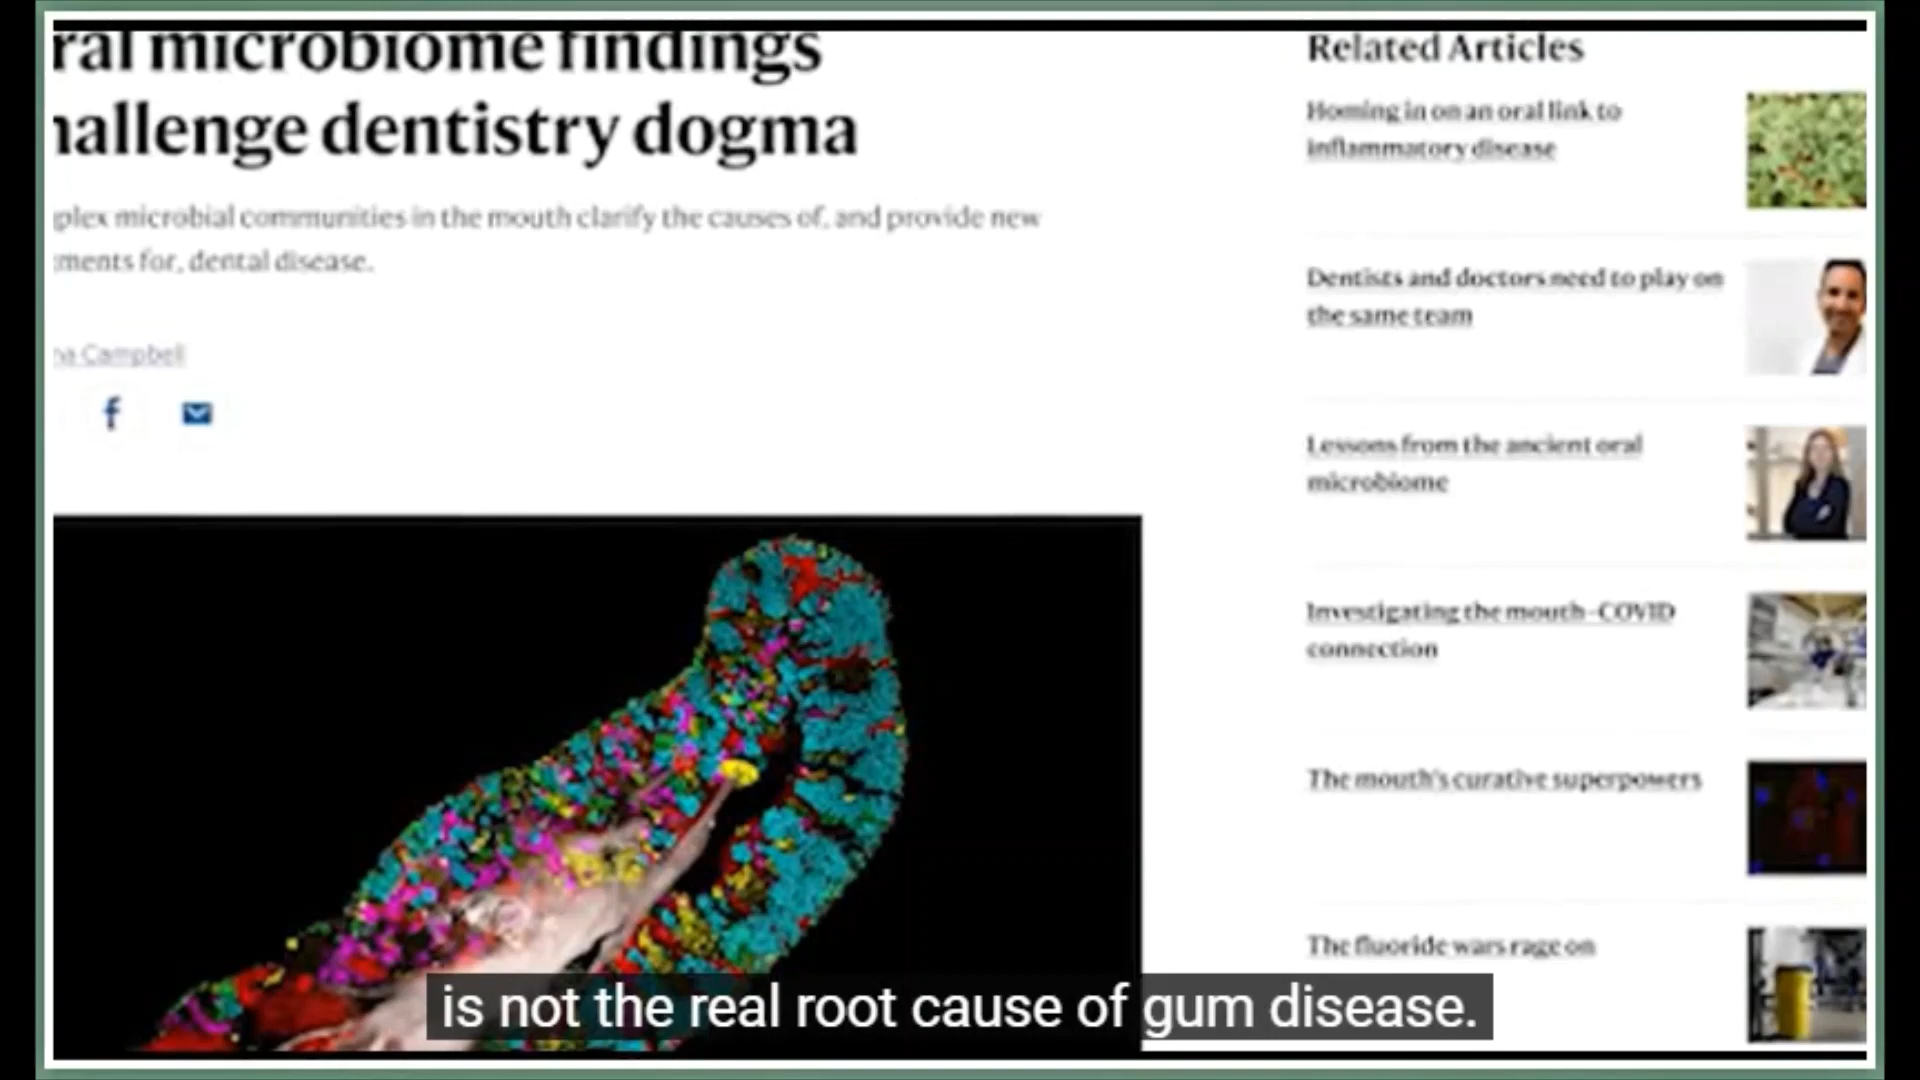 ral microbiome findings
hallenge dentistry dogma
plex microbial communities in the mouth clarify the causes of, and provide new
ments for, dental disease.
na Campbell
f
Related Articles
Homing in on an oral link to
inflammatory disease
Dentists and doctors need to play on
the same team
Lessons from the ancient oral
microbiome
Investigating the mouth–COVID
connection
The mouth's curative superpowers
The fluoride wars rage on
is not the real root cause of gum disease.